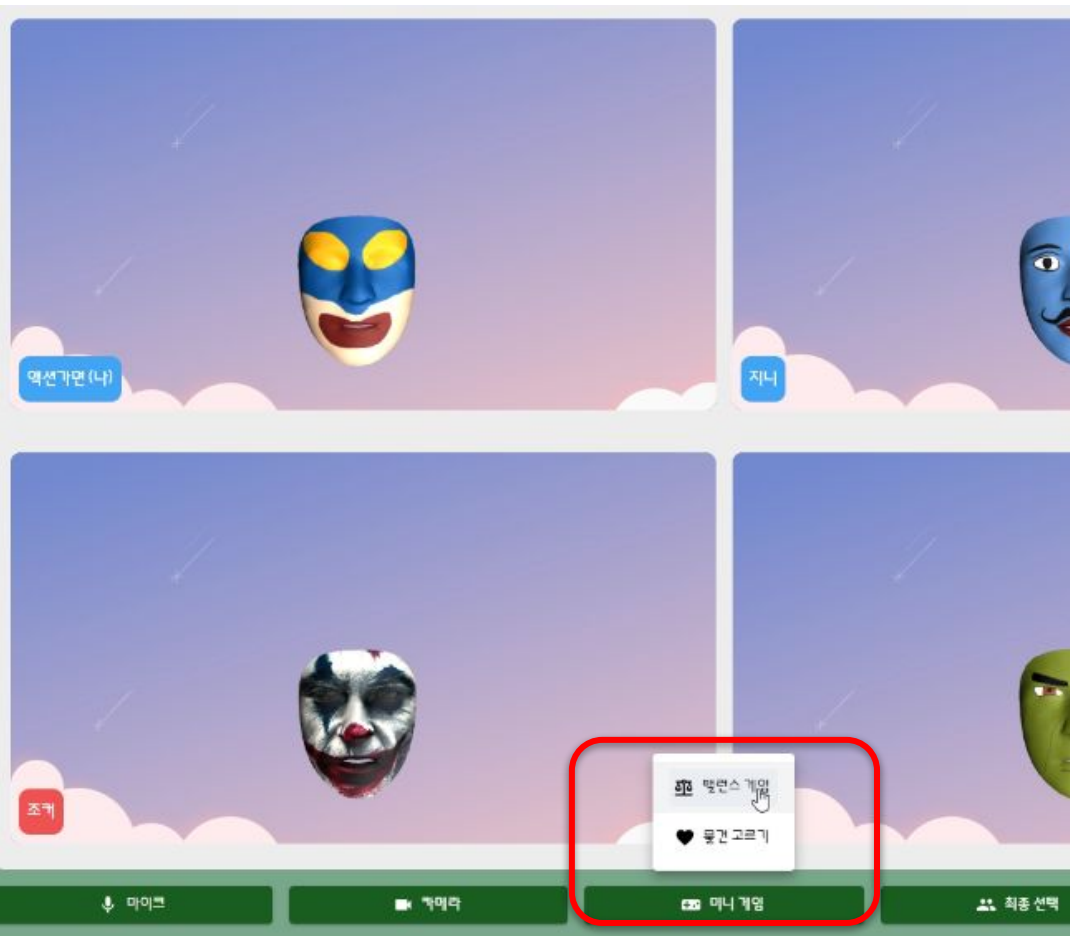 액션가면 (나)
지니
조커
밸런스 게임
물건 고르기
마이크
카메라
미니 게임
최종 선택